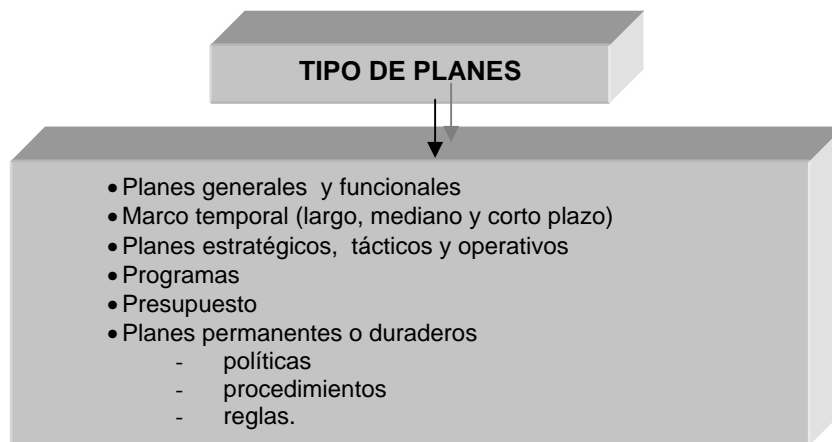 TIPO DE PLANES
•Planes generales y funcionales
•Marco temporal (largo, mediano y corto plazo)
•Planes estratégicos, tácticos y operativos
•Programas
•Presupuesto
•Planes permanentes o duraderos
- políticas
- procedimientos
- reglas.